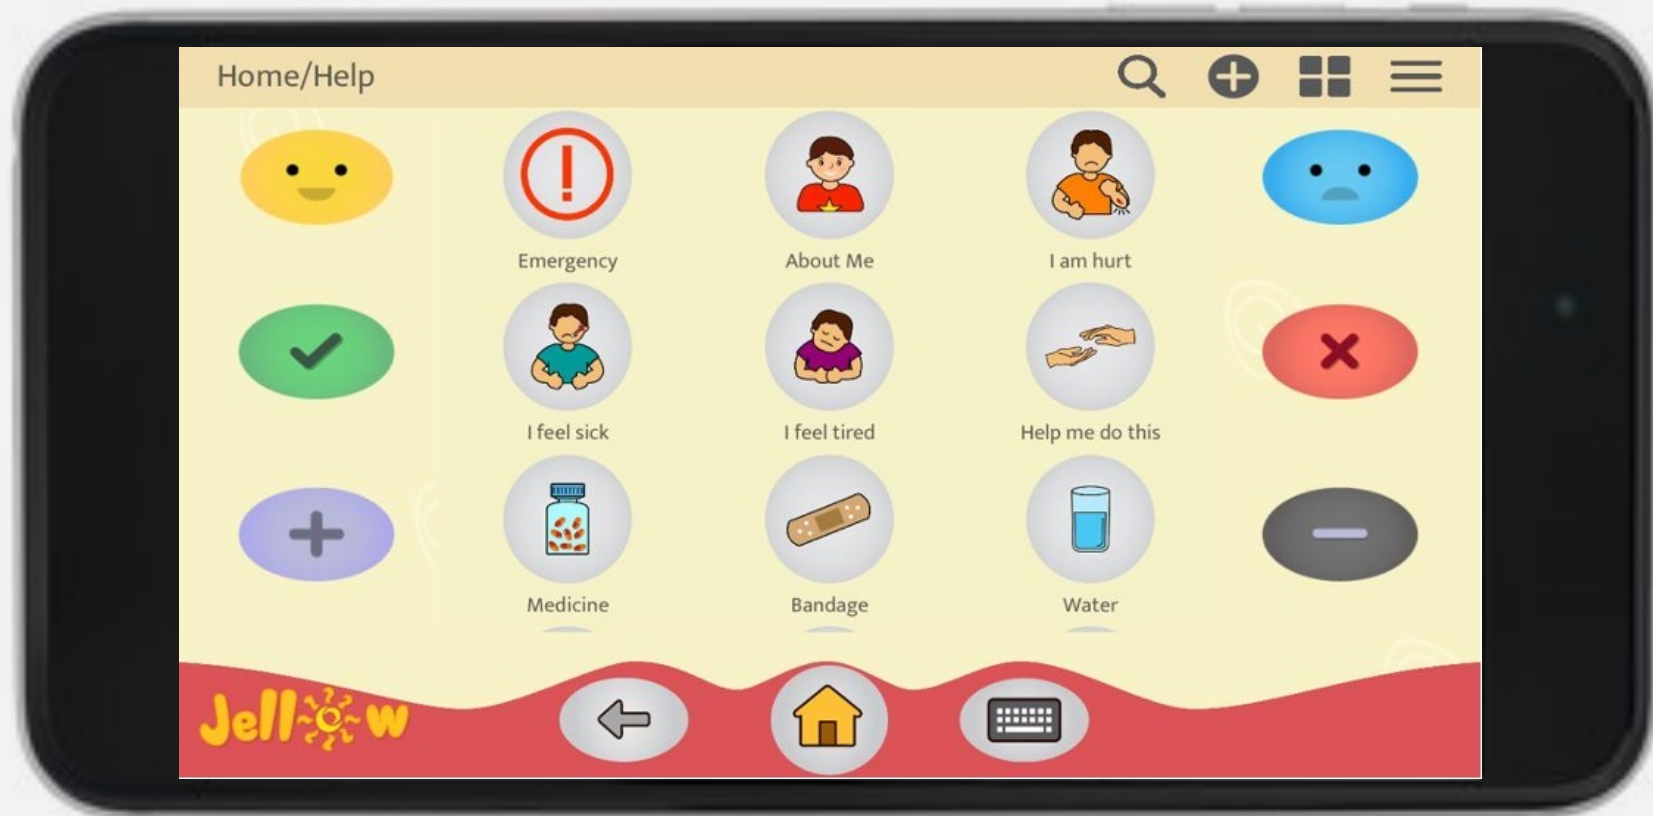 Home/Help
Emergency
About Me
I am hurt
I feel sick
I feel tired
Help me do this
Medicine
Bandage
Water
Jellow